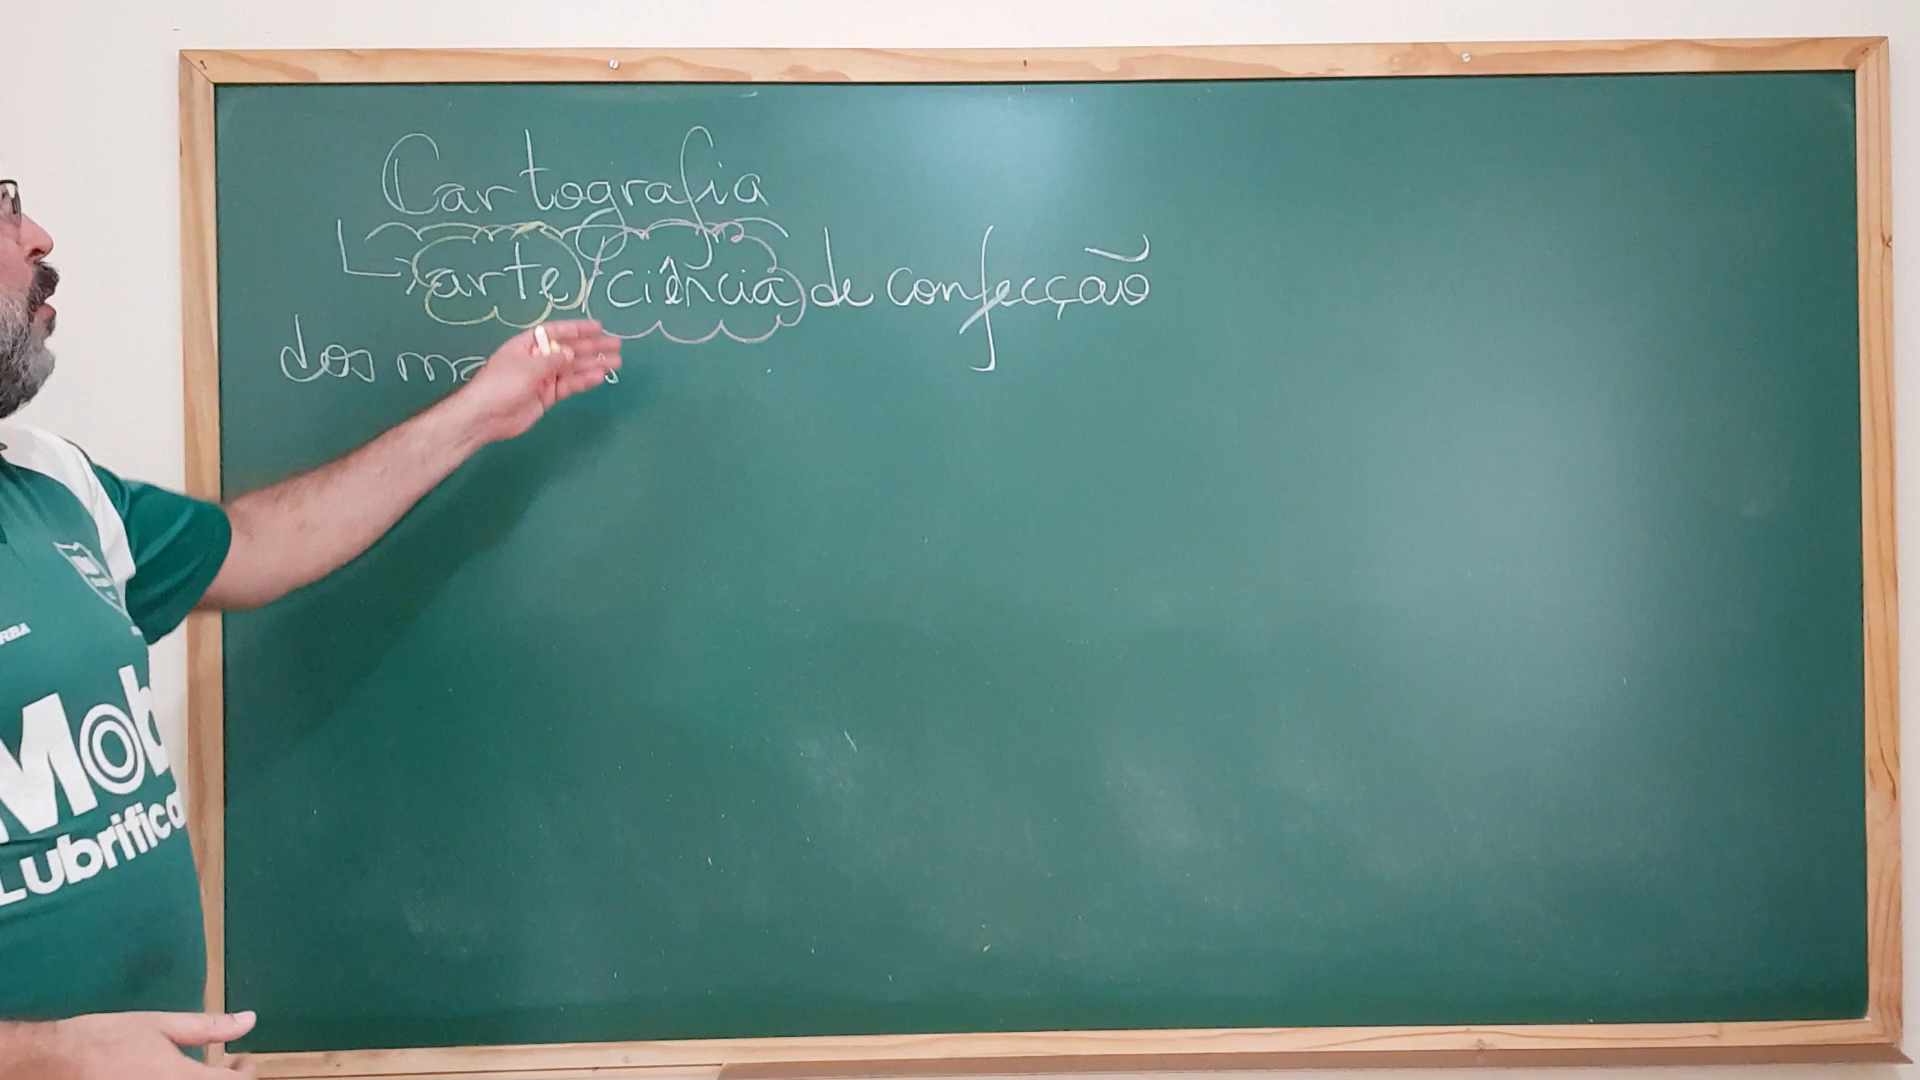 Cartografia
arte/ciência de confecção
dos
Mob
Lubrifica